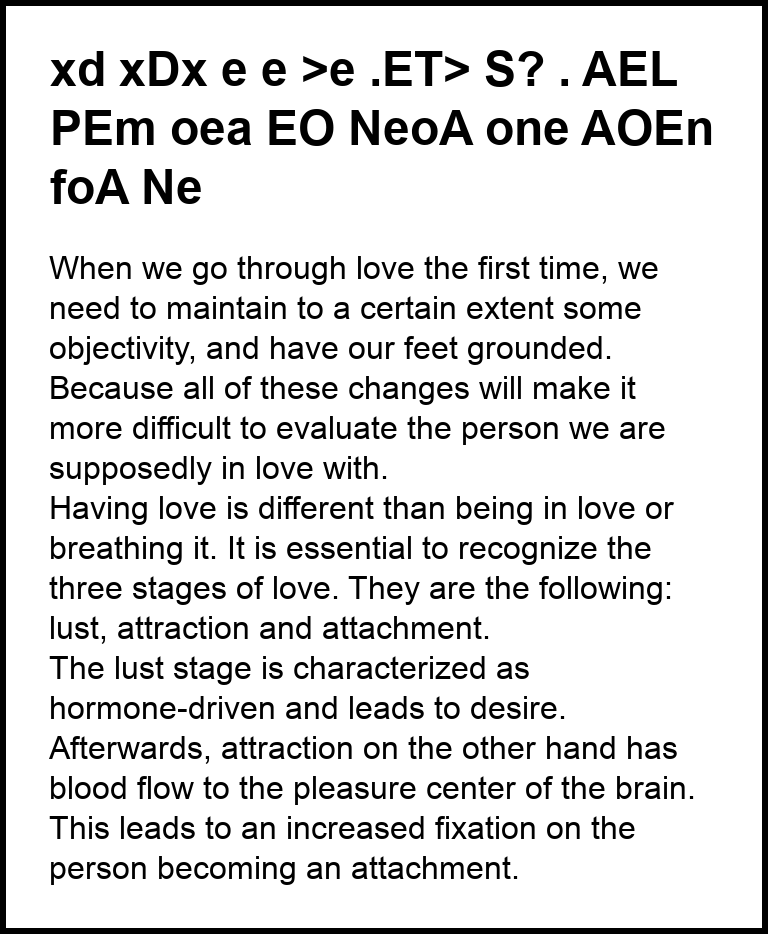 xd xDx e e >e .ET> S? . AEL
PEm oea EO NeoA one AOEn
foA Ne
When we go through love the first time, we
need to maintain to a certain extent some
objectivity, and have our feet grounded.
Because all of these changes will make it
more difficult to evaluate the person we are
supposedly in love with.
Having love is different than being in love or
breathing it. It is essential to recognize the
three stages of love. They are the following:
lust, attraction and attachment.
The lust stage is characterized as
hormone-driven and leads to desire.
Afterwards, attraction on the other hand has
blood flow to the pleasure center of the brain.
This leads to an increased fixation on the
person becoming an attachment.